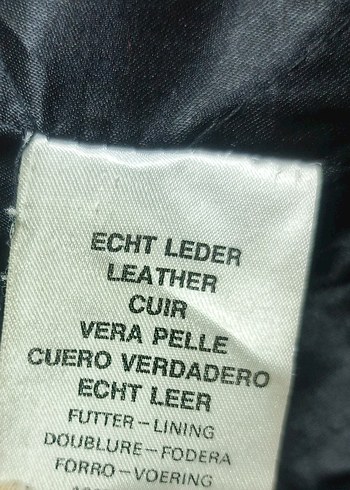 ECHT LEDER
LEATHER
CUIR
VERA PELLE
CUERO VERDADERO
ECHT LEER
FUTTER-LINING
DOUBLURE-FODERA
FORRO-VOERING